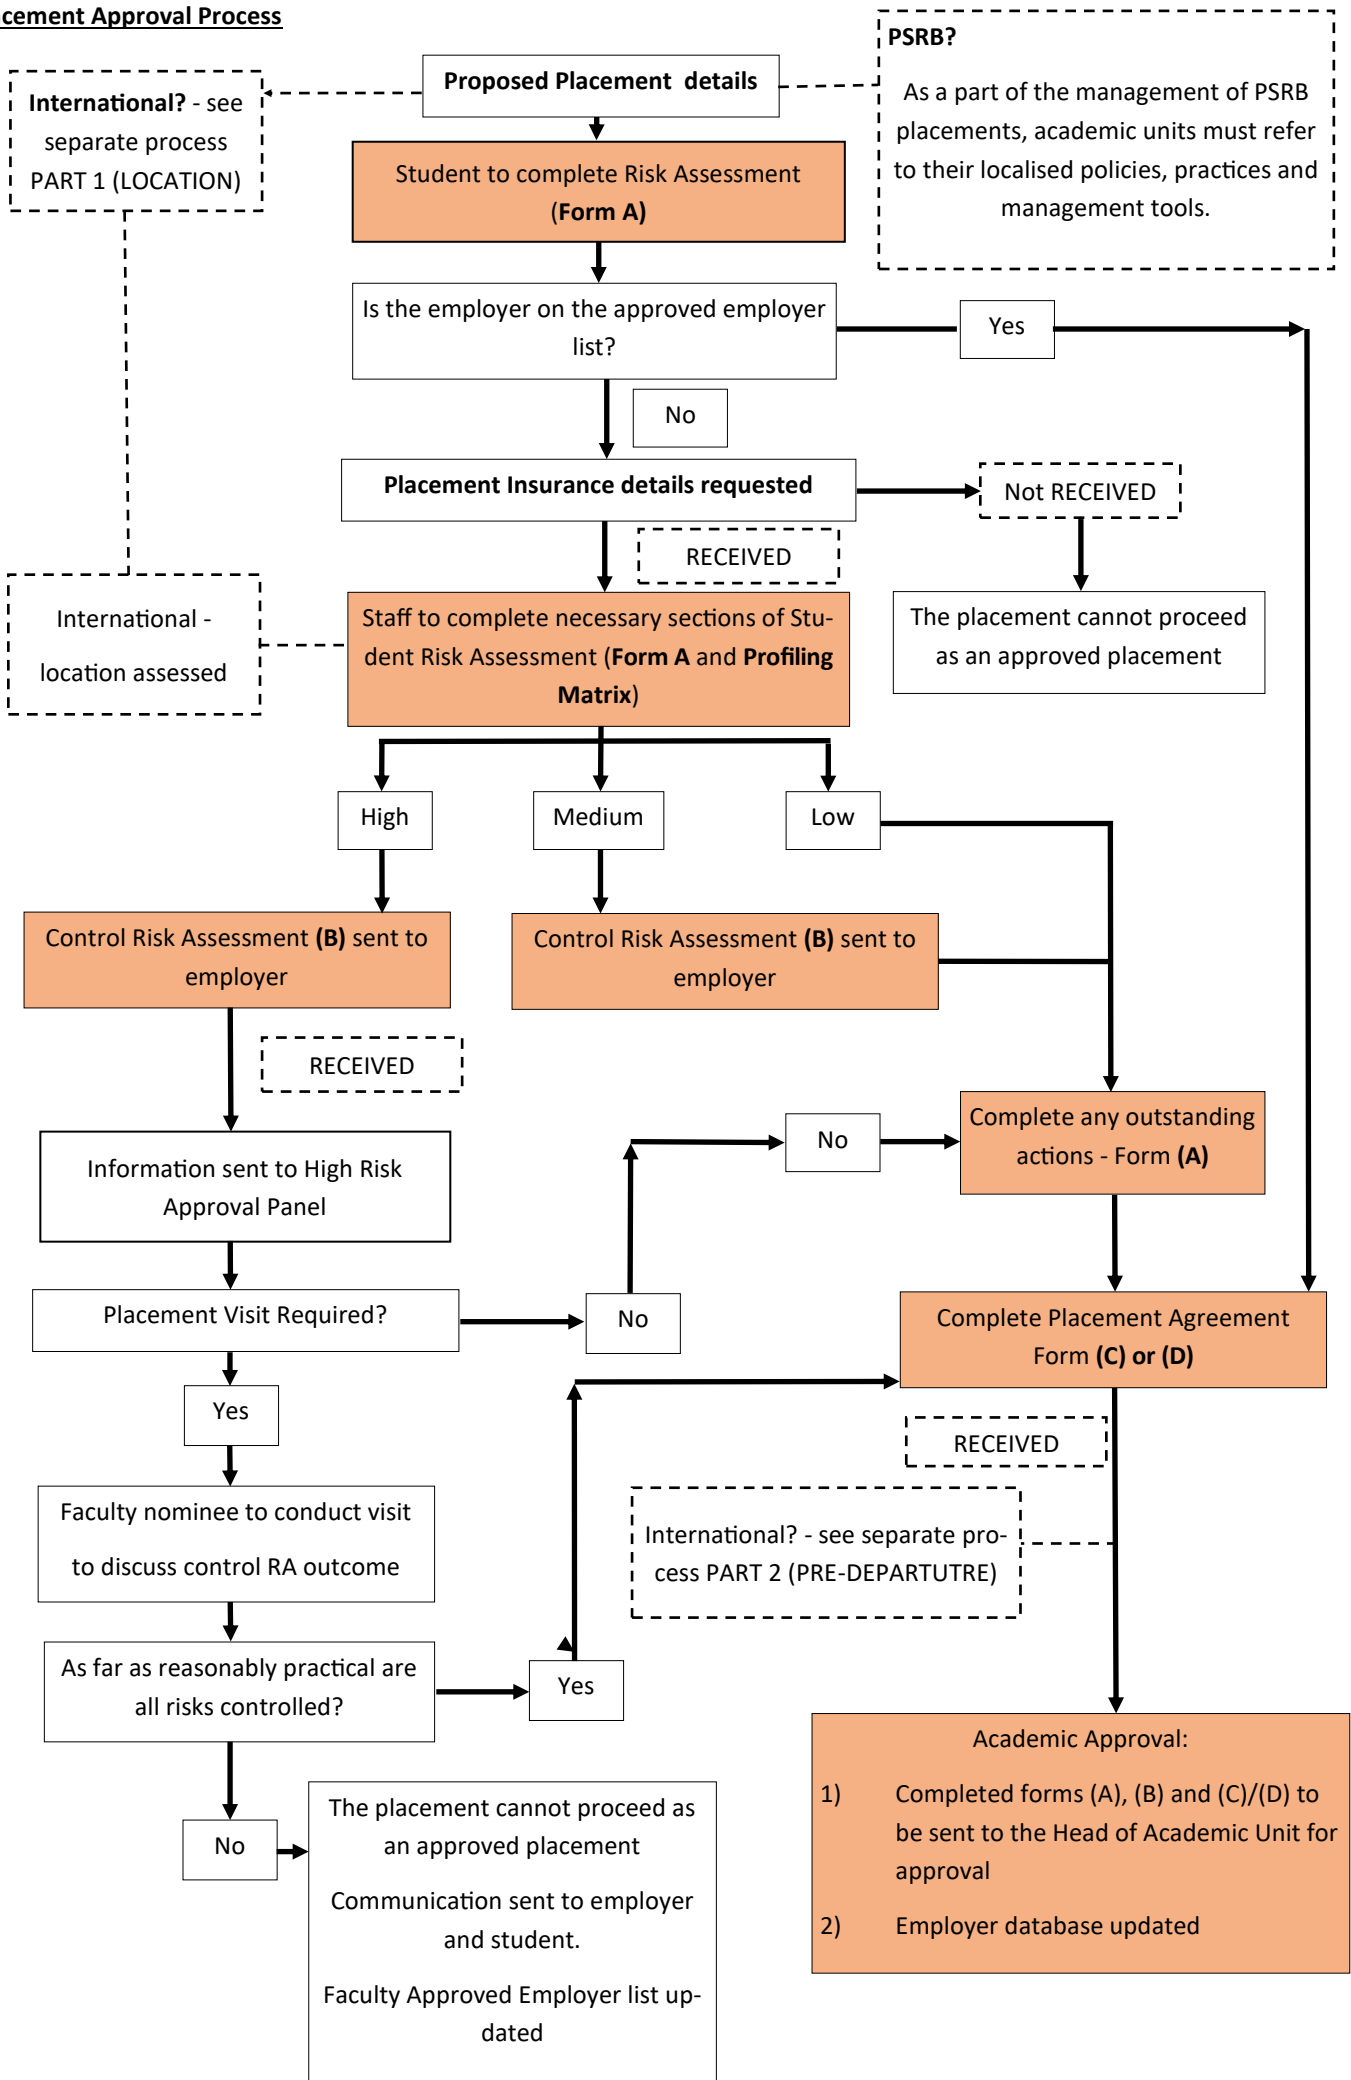 cement Approval Process
PSRB?
As a part of the management of PSRB
placements, academic units must refer
to their localised policies, practices and
management tools.
Proposed Placement details
International? - see
separate process
PART 1 (LOCATION)
Student to complete Risk Assessment
(Form A)
Is the employer on the approved employer
list?
Yes
No
Placement Insurance details requested
Not RECEIVED
RECEIVED
The placement cannot proceed
as an approved placement
International -
location assessed
Staff to complete necessary sections of Stu-
dent Risk Assessment (Form A and Profiling
Matrix)
High
Medium
Low
Control Risk Assessment (B) sent to
employer
Control Risk Assessment (B) sent to
employer
RECEIVED
Complete any outstanding
actions - Form (A)
No
Information sent to High Risk
Approval Panel
Placement Visit Required?
No
Complete Placement Agreement
Form (C) or (D)
Yes
RECEIVED
Faculty nominee to conduct visit
to discuss control RA outcome
International? - see separate pro-
cess PART 2 (PRE-DEPARTUTRE)
As far as reasonably practical are
all risks controlled?
Yes
No
The placement cannot proceed as
an approved placement
Communication sent to employer
and student.
Faculty Approved Employer list up-
dated
Academic Approval:
1) Completed forms (A), (B) and (C)/(D) to
be sent to the Head of Academic Unit for
approval
2) Employer database updated